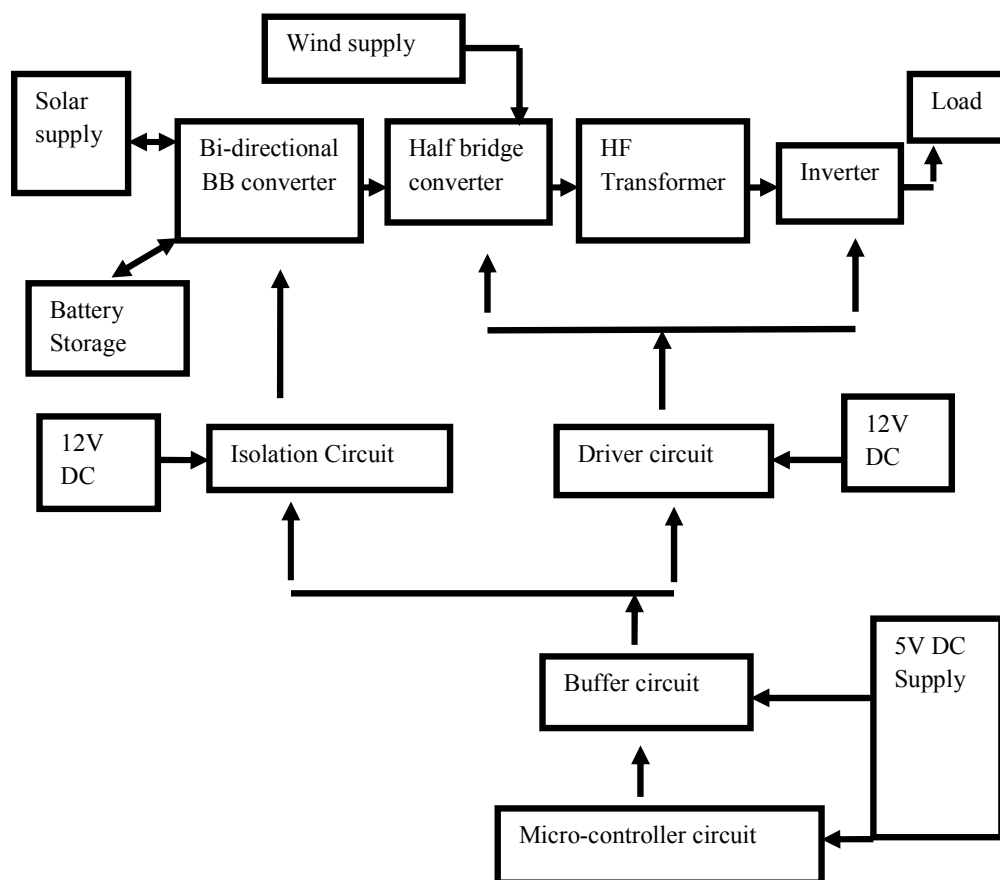 Wind supply
Solar
supply
Bi-directional
BB converter
Half bridge
converter
HF
Transformer
Inverter
Load
Battery
Storage
12V
DC
Isolation Circuit
Driver circuit
12V
DC
Buffer circuit
5V DC
Supply
Micro-controller circuit